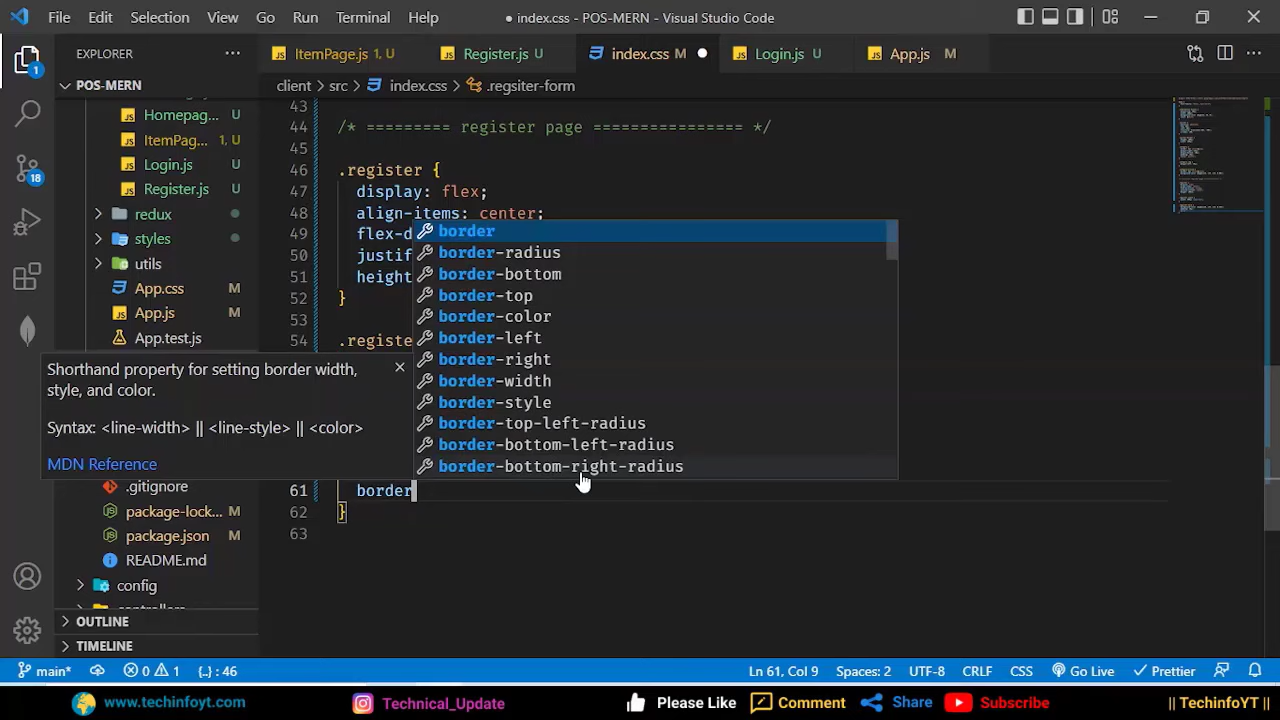 File Edit Selection View Go Run Terminal Help
● index.css - POS-MERN - Visual Studio Code
EXPLORER
ItemPage.js 1, U
Register.js U
index.css M
Login.js U
App.js M
POS-MERN
client > src > index.css > .regsiter-form
Homepag... U
ItemPag... 1, U
Login.js U
Register.js U
redux
styles
utils
App.css M
App.js M
App.test.js
43
44 /* ========= register page =============== */
45
46 .register {
47 display: flex;
48 align-items: center;
49 flex-d
50 justif
51 height
52 }
53
54 .registe
border
border-radius
border-bottom
border-top
border-color
border-left
border-right
border-width
border-style
border-top-left-radius
border-bottom-left-radius
border-bottom-right-radius
Shorthand property for setting border width,
style, and color.
Syntax: <line-width> || <line-style> || <color>
MDN Reference
61 border
62 }
63
.gitignore
package-lock... M
package.json M
README.md
config
OUTLINE
TIMELINE
1
18
main* 0 1 {..} : 46
Ln 61, Col 9 Spaces: 2 UTF-8 CRLF CSS Go Live Prettier
www.techinfoyt.com Technical_Update Please Like Comment Share Subscribe || TechinfoYT ||